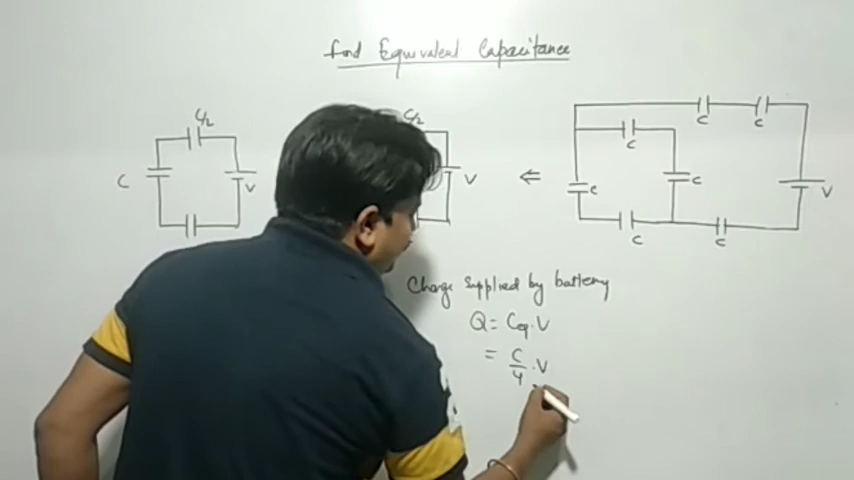 Find Equivalent Capacitance
C/2
C
V
C/2
V
⇐
C
C
C
C
C
C
C
V
Charge Supplied by battery
Q = Ceq. V
= C/4 . V